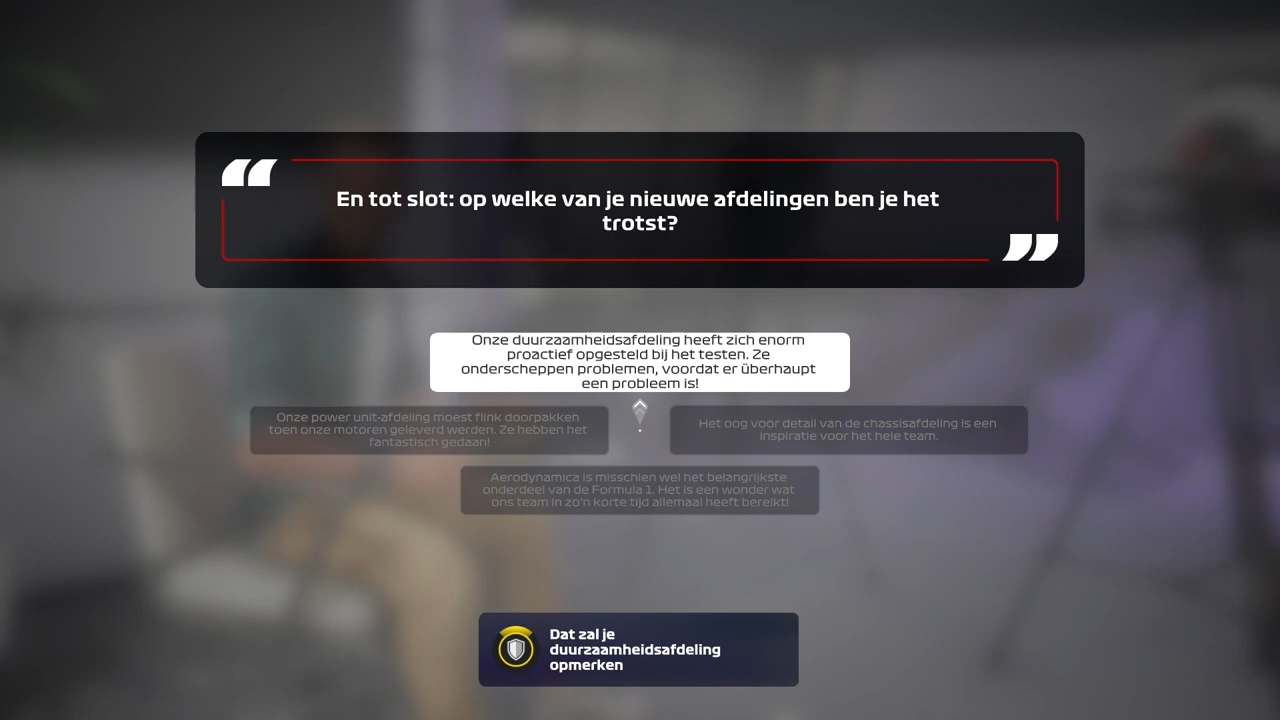 En tot slot: op welke van je nieuwe afdelingen ben je het
trotst?
Onze duurzaamheidsafdeling heeft zich enorm
proactief opgesteld bij het testen. Ze
onderscheppen problemen, voordat er überhaupt
een probleem is!
Onze power unit-afdeling moest flink doorpakken
toen onze motoren geleverd werden. Ze hebben het
fantastisch gedaan!
Het oog voor detail van de chassisafdeling is een
inspiratie voor het hele team.
Aerodynamica is misschien wel het belangrijkste
onderdeel van de Formula 1. Het is een wonder wat
ons team in zo'n korte tijd allemaal heeft bereikt!
Dat zal je
duurzaamheidsafdeling
opmerken